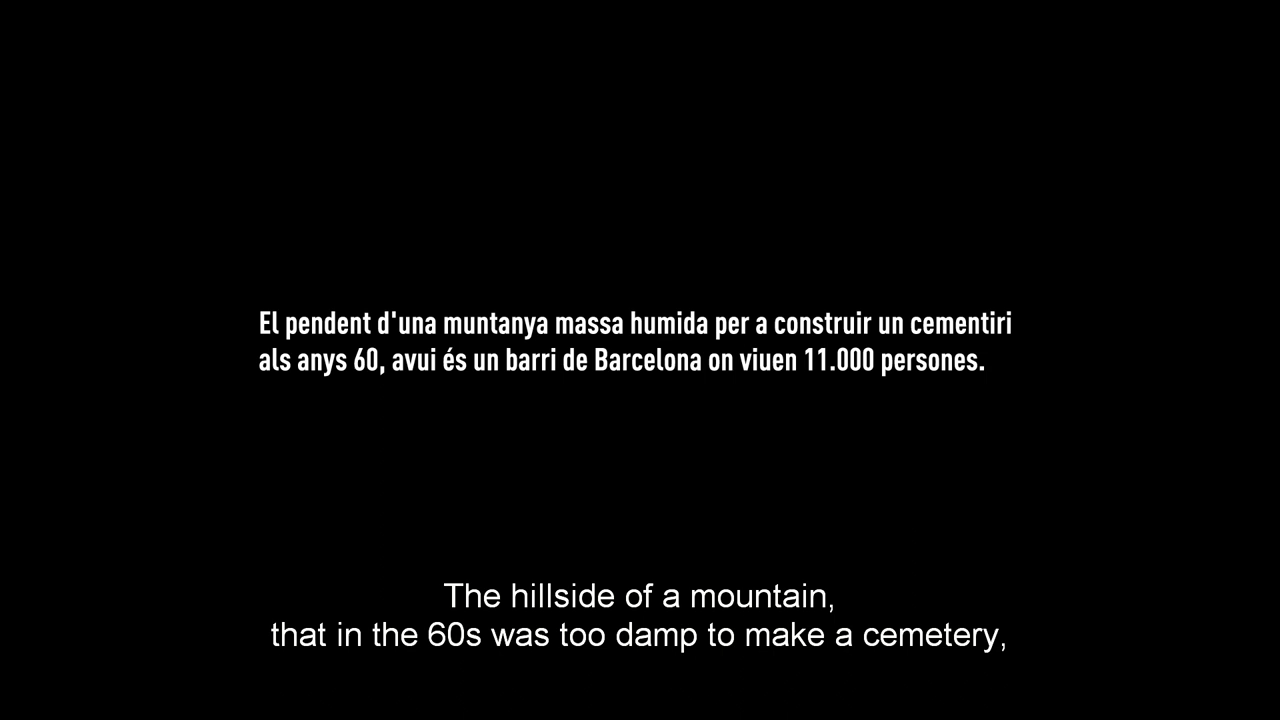 El pendent d'una muntanya massa humida per a construir un cementiri
als anys 60, avui és un barri de Barcelona on viuen 11.000 persones.
The hillside of a mountain,
that in the 60s was too damp to make a cemetery,